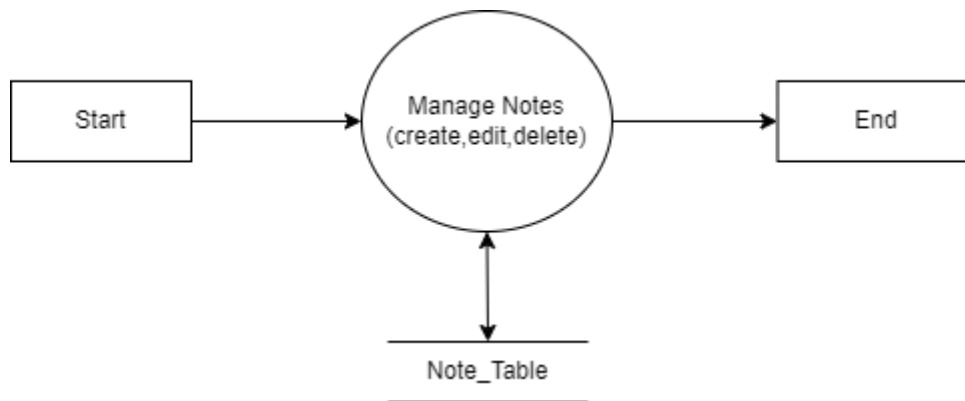 Start
Manage Notes
(create,edit,delete)
End
Note_Table